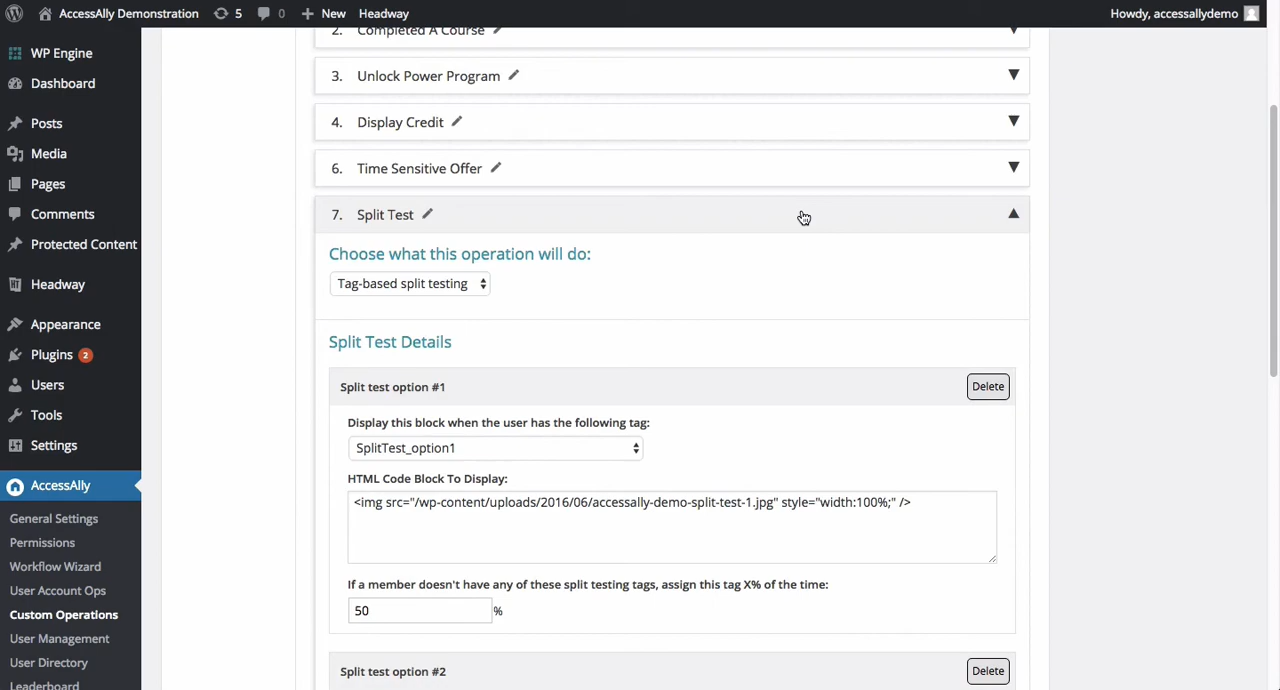 AccessAlly Demonstration 5 0 New Headway Howdy, accessallydemo
WP Engine
Dashboard
Posts
Media
Pages
Comments
Protected Content
Headway
Appearance
Plugins 2
Users
Tools
Settings
AccessAlly
General Settings
Permissions
Workflow Wizard
User Account Ops
Custom Operations
User Management
User Directory
Leaderboard
2. Completed A Course
3. Unlock Power Program
4. Display Credit
6. Time Sensitive Offer
7. Split Test
Choose what this operation will do:
Tag-based split testing
Split Test Details
Split test option #1 Delete
Display this block when the user has the following tag:
SplitTest_option1
HTML Code Block To Display:
<img src="/wp-content/uploads/2016/06/accessally-demo-split-test-1.jpg" style="width:100%;" />
If a member doesn't have any of these split testing tags, assign this tag X% of the time:
50 %
Split test option #2 Delete